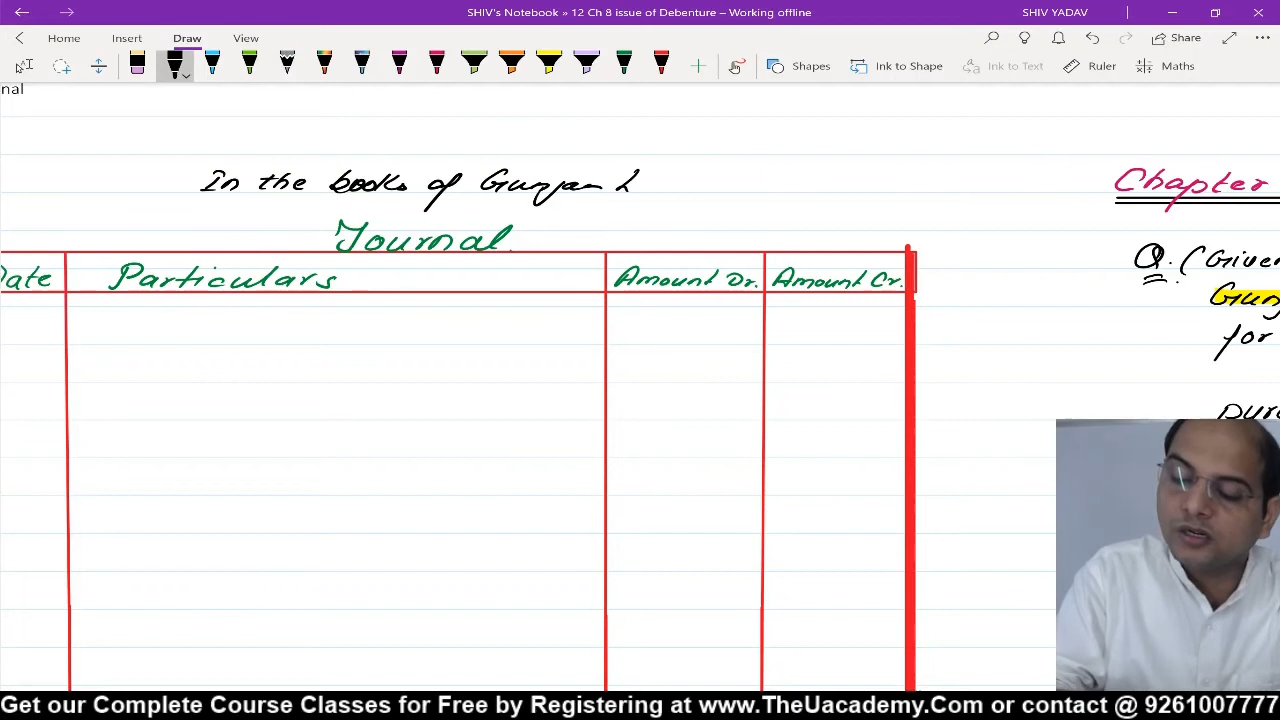 SHIV's Notebook » 12 Ch 8 issue of Debenture – Working offline
SHIV YADAV
Home Insert Draw View
Share
Shapes Ink to Shape Ink to Text Ruler Maths
nal
In the books of Gunjan L
Journal
Date Particulars Amount Dr. Amount Cr.
Chapter
Q. (Given
Gun
for
pur
Get our Complete Course Classes for Free by Registering at www.TheUacademy.Com or contact @ 9261007777